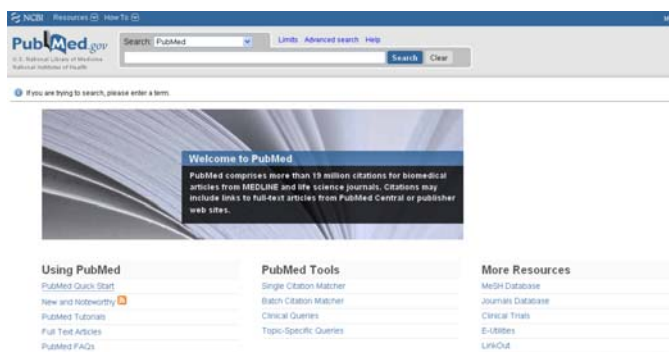 NCBI Resources How To
PubMed.gov
U.S. National Library of Medicine
National Institutes of Health
Search: PubMed
Limits Advanced search Help
Search Clear
If you are trying to search, please enter a term.
Welcome to PubMed
PubMed comprises more than 19 million citations for biomedical
articles from MEDLINE and life science journals. Citations may
include links to full-text articles from PubMed Central or publisher
web sites.
Using PubMed
PubMed Quick Start
New and Noteworthy
PubMed Tutorials
Full Text Articles
PubMed FAQs
PubMed Tools
Single Citation Matcher
Batch Citation Matcher
Clinical Queries
Topic-Specific Queries
More Resources
MeSH Database
Journals Database
Clinical Trials
E-Utilities
LinkOut